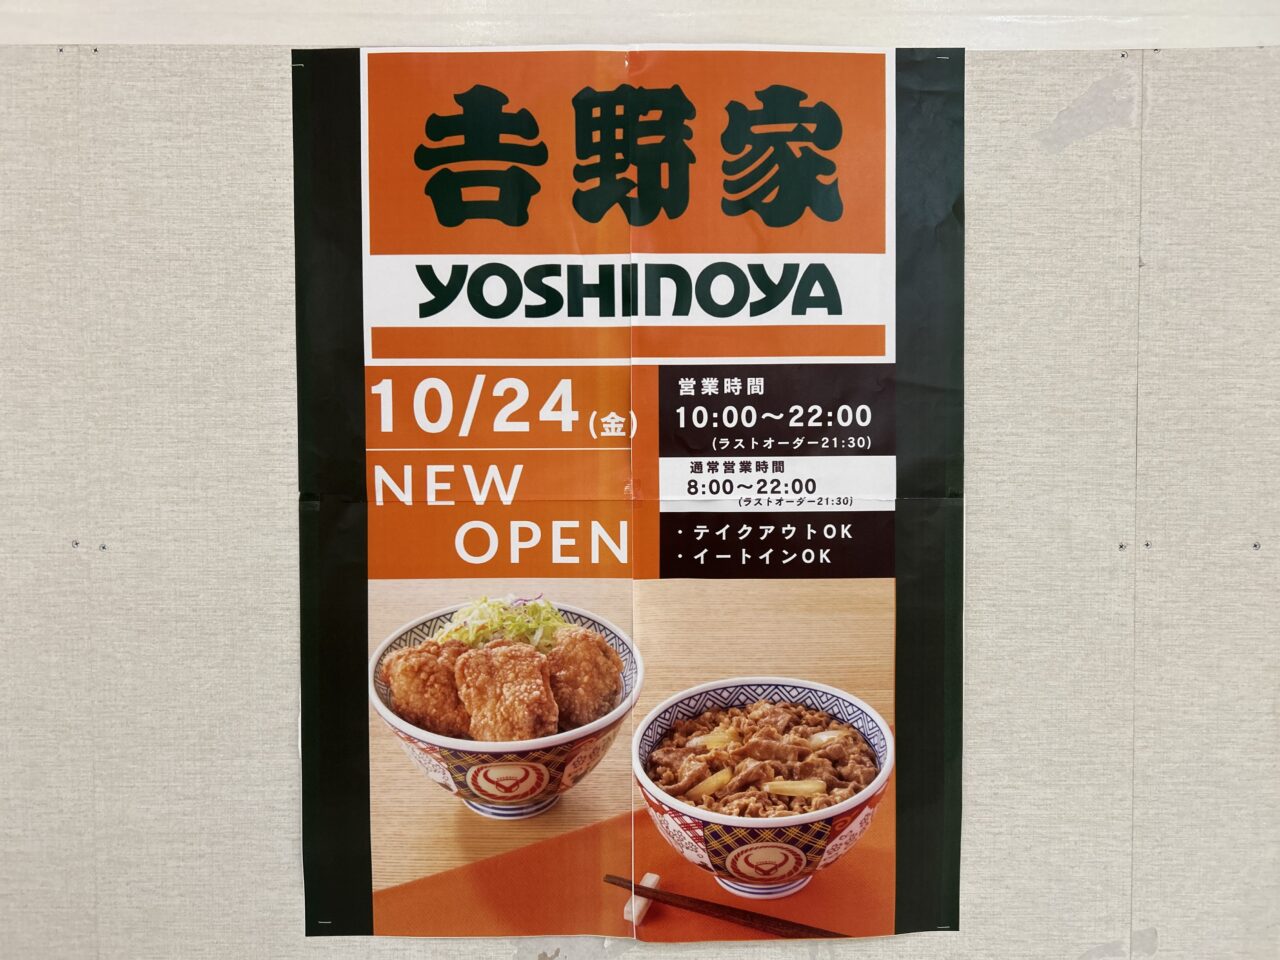 吉野家
YOSHINOYA
10/24(金)
NEW
OPEN
営業時間
10:00〜22:00
(ラストオーダー21:30)
通常営業時間
8:00〜22:00
(ラストオーダー21:30)
・テイクアウトOK
・イートインOK